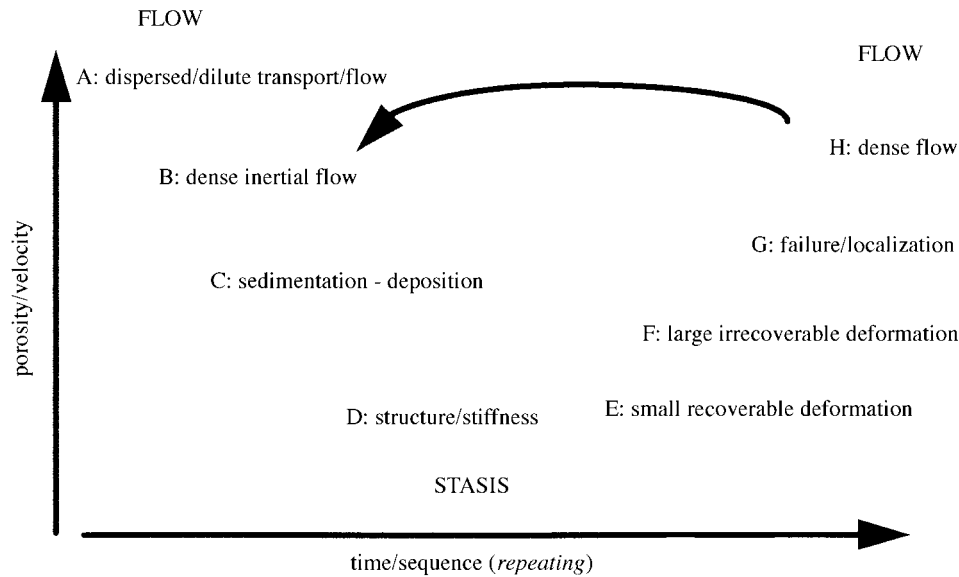 FLOW
FLOW
A: dispersed/dilute transport/flow
H: dense flow
B: dense inertial flow
G: failure/localization
C: sedimentation - deposition
F: large irrecoverable deformation
E: small recoverable deformation
D: structure/stiffness
STASIS
porosity/velocity
time/sequence (repeating)